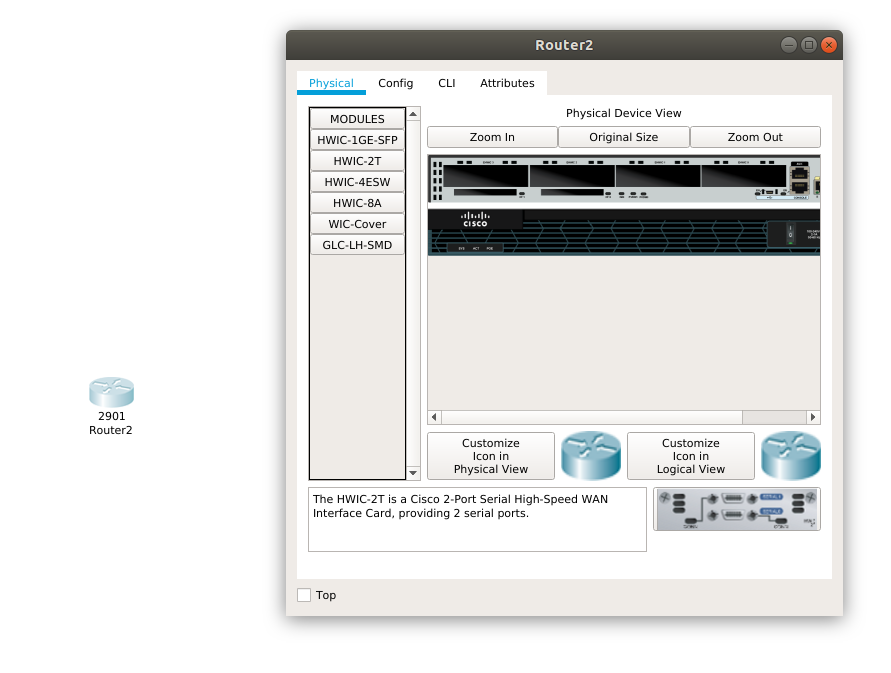 Router2
Physical
Config
CLI
Attributes
MODULES
HWIC-1GE-SFP
HWIC-2T
HWIC-4ESW
HWIC-8A
WIC-Cover
GLC-LH-SMD
Physical Device View
Zoom In
Original Size
Zoom Out
CISCO
SYS ACT POE
Customize
Icon in
Physical View
Customize
Icon in
Logical View
The HWIC-2T is a Cisco 2-Port Serial High-Speed WAN
Interface Card, providing 2 serial ports.
Top
2901
Router2